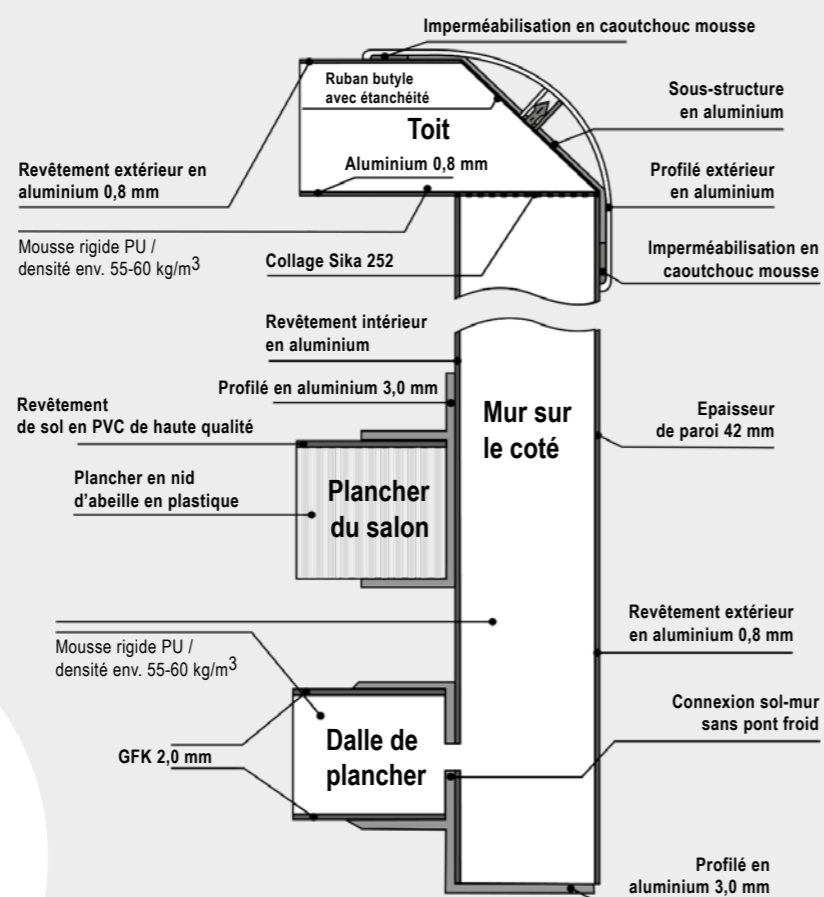 Imperméabilisation en caoutchouc mousse
Ruban butyle
avec étanchéité
Sous-structure
en aluminium
Toit
Revêtement extérieur en
aluminium 0,8 mm
Aluminium 0,8 mm
Profilé extérieur
en aluminium
Mousse rigide PU /
densité env. 55-60 kg/m3
Collage Sika 252
Imperméabilisation en
caoutchouc mousse
Revêtement intérieur
en aluminium
Profilé en aluminium 3,0 mm
Revêtement
de sol en PVC de haute qualité
Mur sur
le coté
Epaisseur
de paroi 42 mm
Plancher en nid
d'abeille en plastique
Plancher
du salon
Revêtement extérieur
en aluminium 0,8 mm
Mousse rigide PU /
densité env. 55-60 kg/m3
Connexion sol-mur
sans pont froid
GFK 2,0 mm
Dalle de
plancher
Profilé en
aluminium 3,0 mm